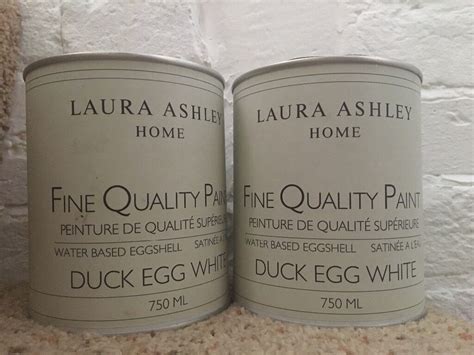 LAURA ASHLEY
HOME
FINE QUALITY PAINT
PEINTURE DE QUALITÉ SUPÉRIEURE
WATER BASED EGGSHELL SATINÉE A L'EAU
DUCK EGG WHITE
750 ML
LAURA ASHLEY
HOME
FINE QUALITY PAINT
PEINTURE DE QUALITÉ SUPÉRIEURE
WATER BASED EGGSHELL SATINÉE A L'EAU
DUCK EGG WHITE
750 ML